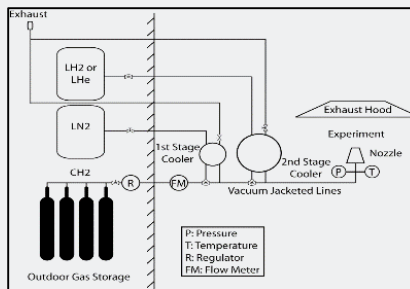 Exhaust
LH2 or
LHe
LN2
1st Stage
Cooler
2nd Stage
Cooler
Exhaust Hood
Experiment
Nozzle
P
T
CH2
R
FM
Vacuum Jacketed Lines
P: Pressure
T: Temperature
R: Regulator
FM: Flow Meter
Outdoor Gas Storage